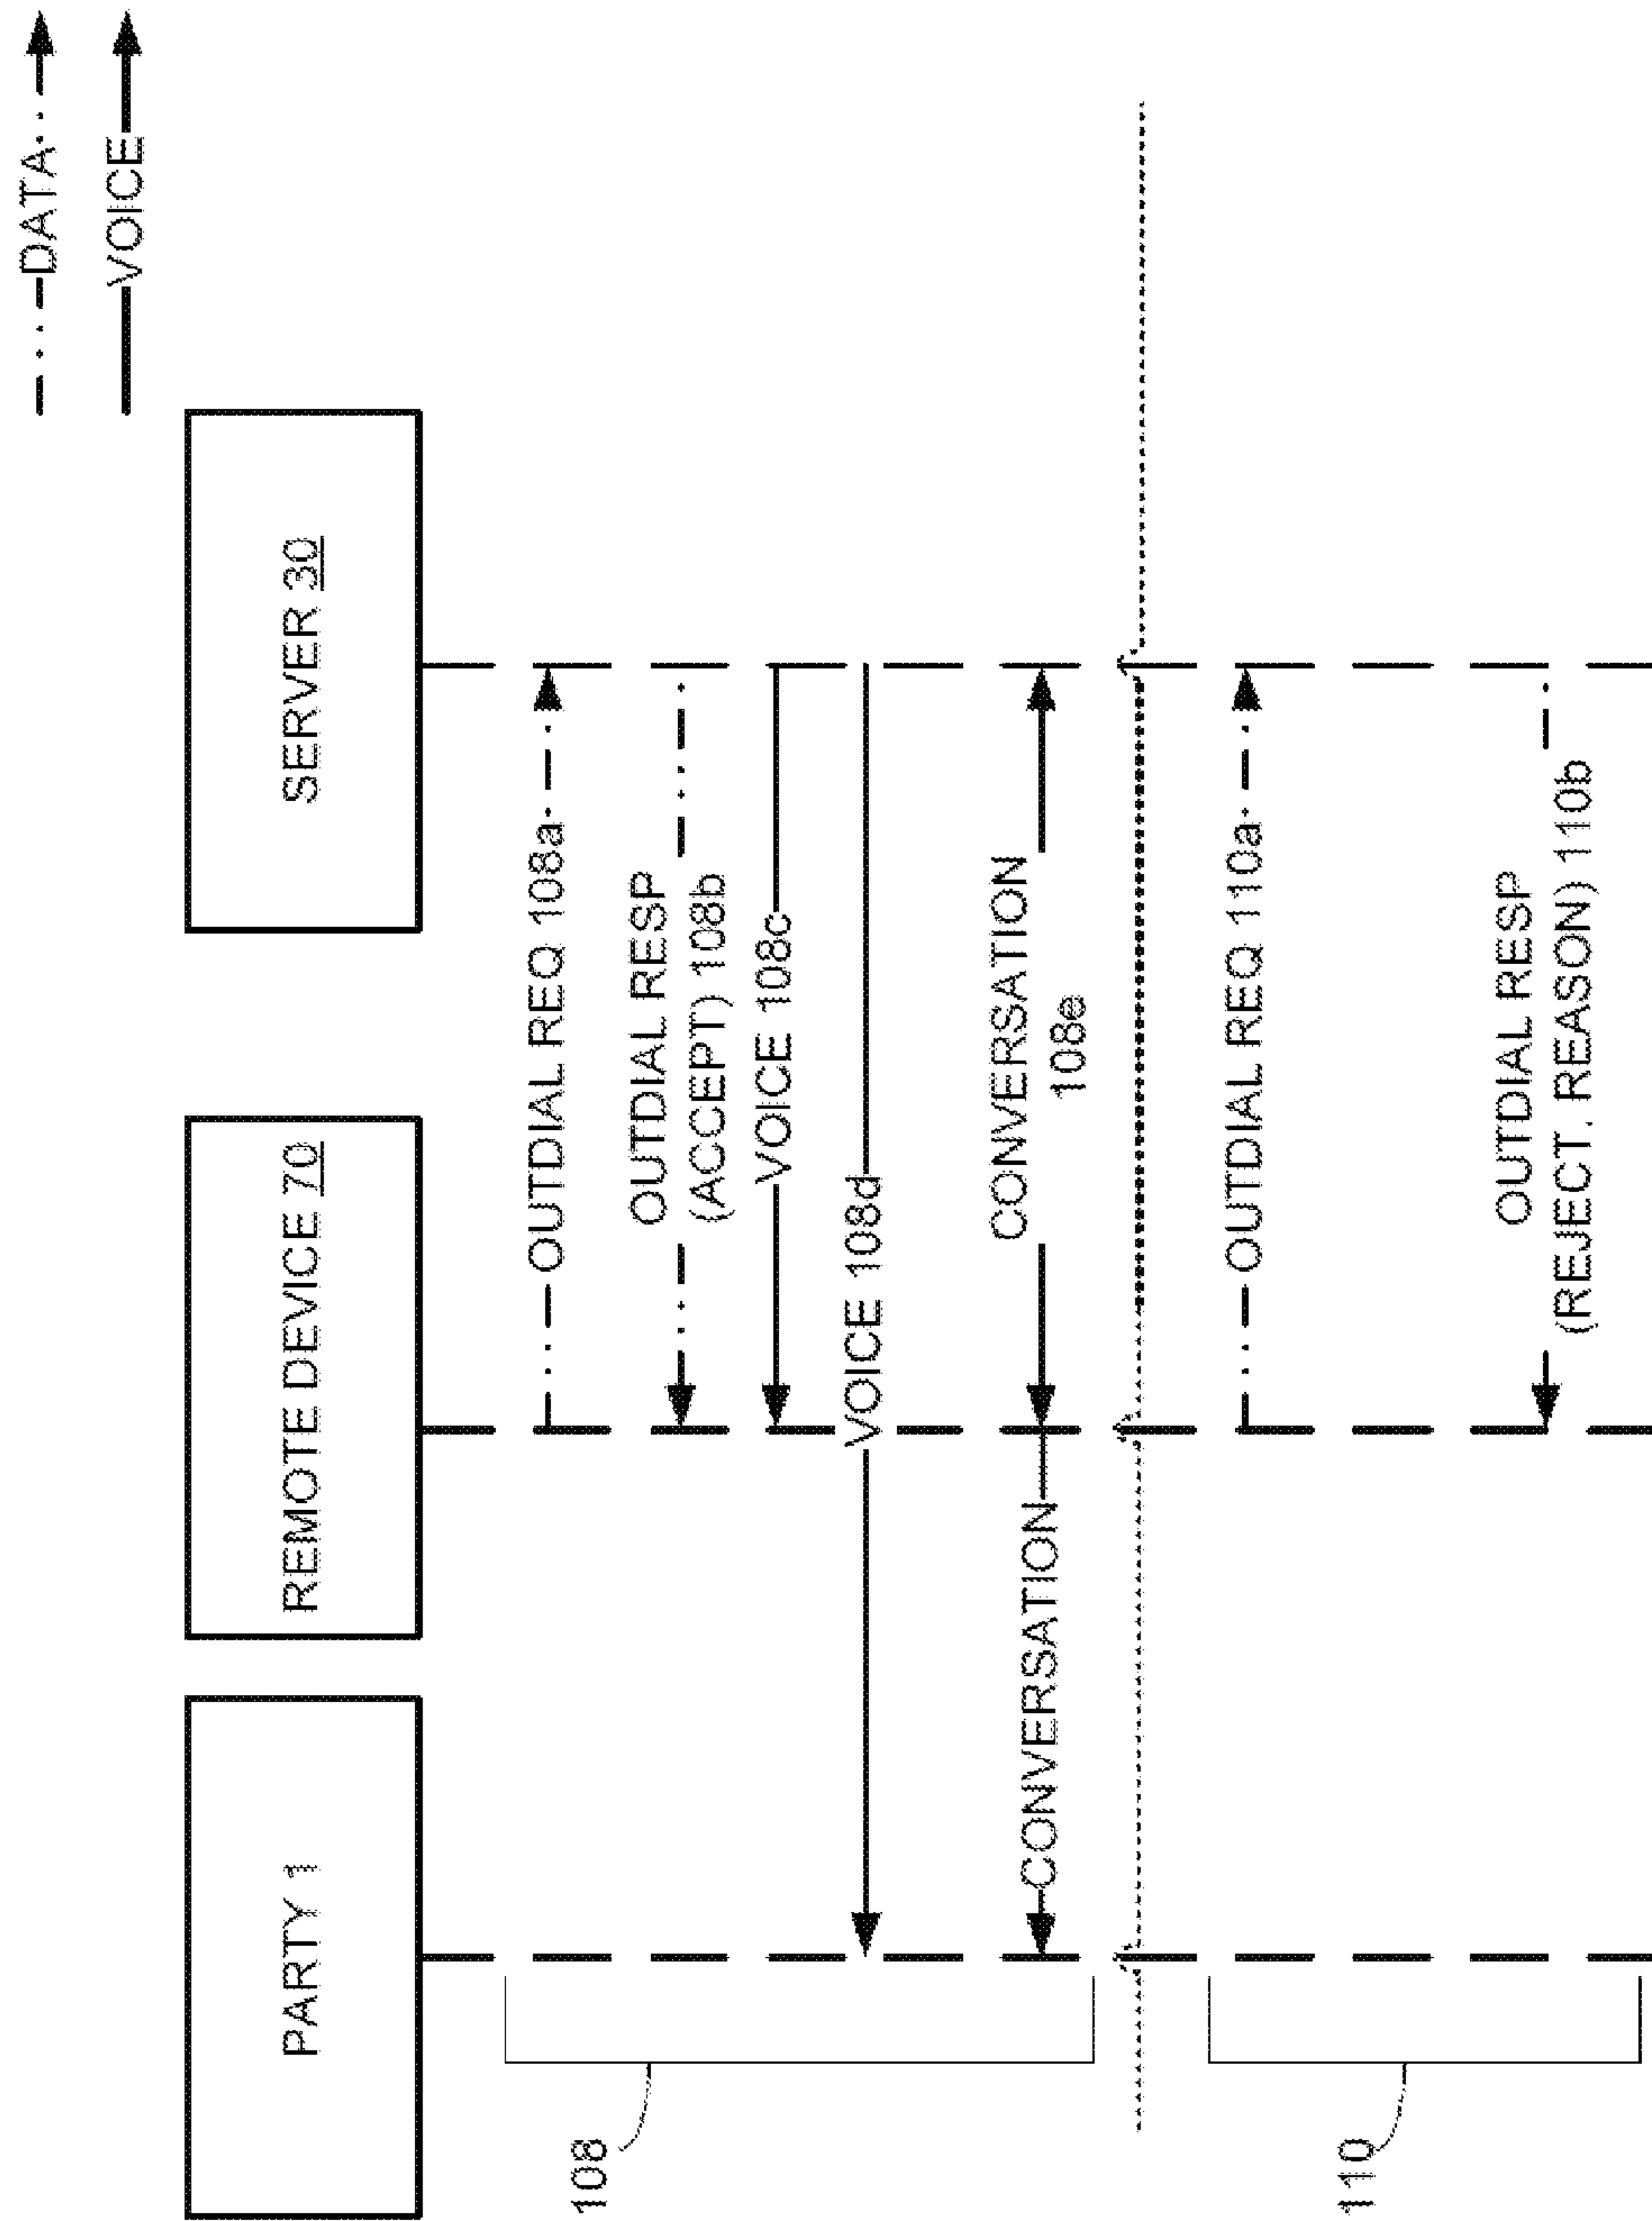 DATA
VOICE
PARTY 1
REMOTE DEVICE 70
SERVER 30
108
OUTDIAL REQ 108a
OUTDIAL RESP
(ACCEPT) 108b
VOICE 108c
VOICE 108d
CONVERSATION
CONVERSATION
108e
110
OUTDIAL REQ 110a
OUTDIAL RESP
(REJECT. REASON) 110b